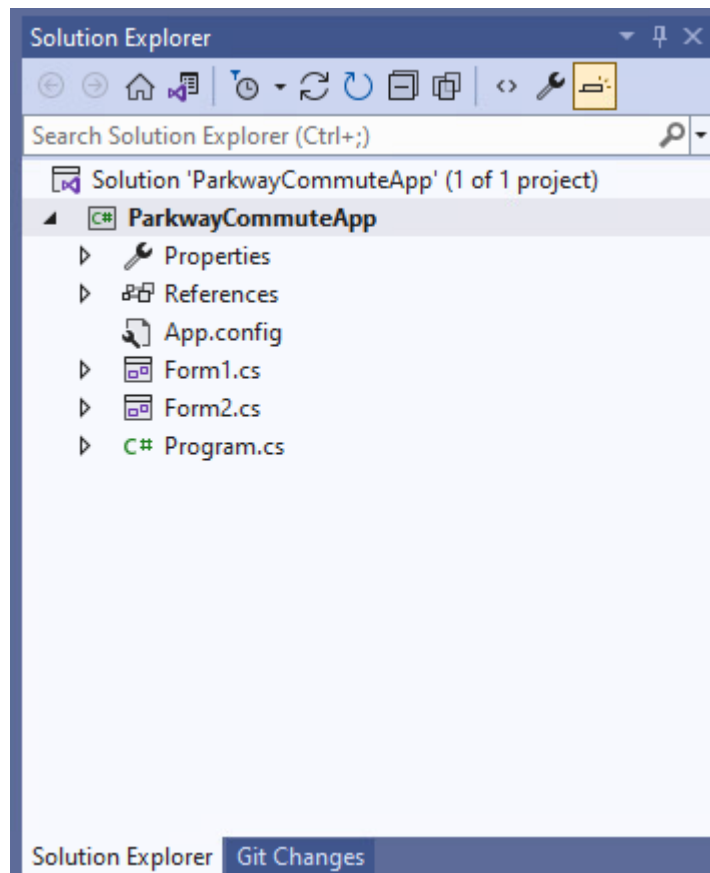 Solution Explorer
Search Solution Explorer (Ctrl+;)
Solution 'ParkwayCommuteApp' (1 of 1 project)
C# ParkwayCommuteApp
Properties
References
App.config
Form1.cs
Form2.cs
C# Program.cs
Solution Explorer Git Changes